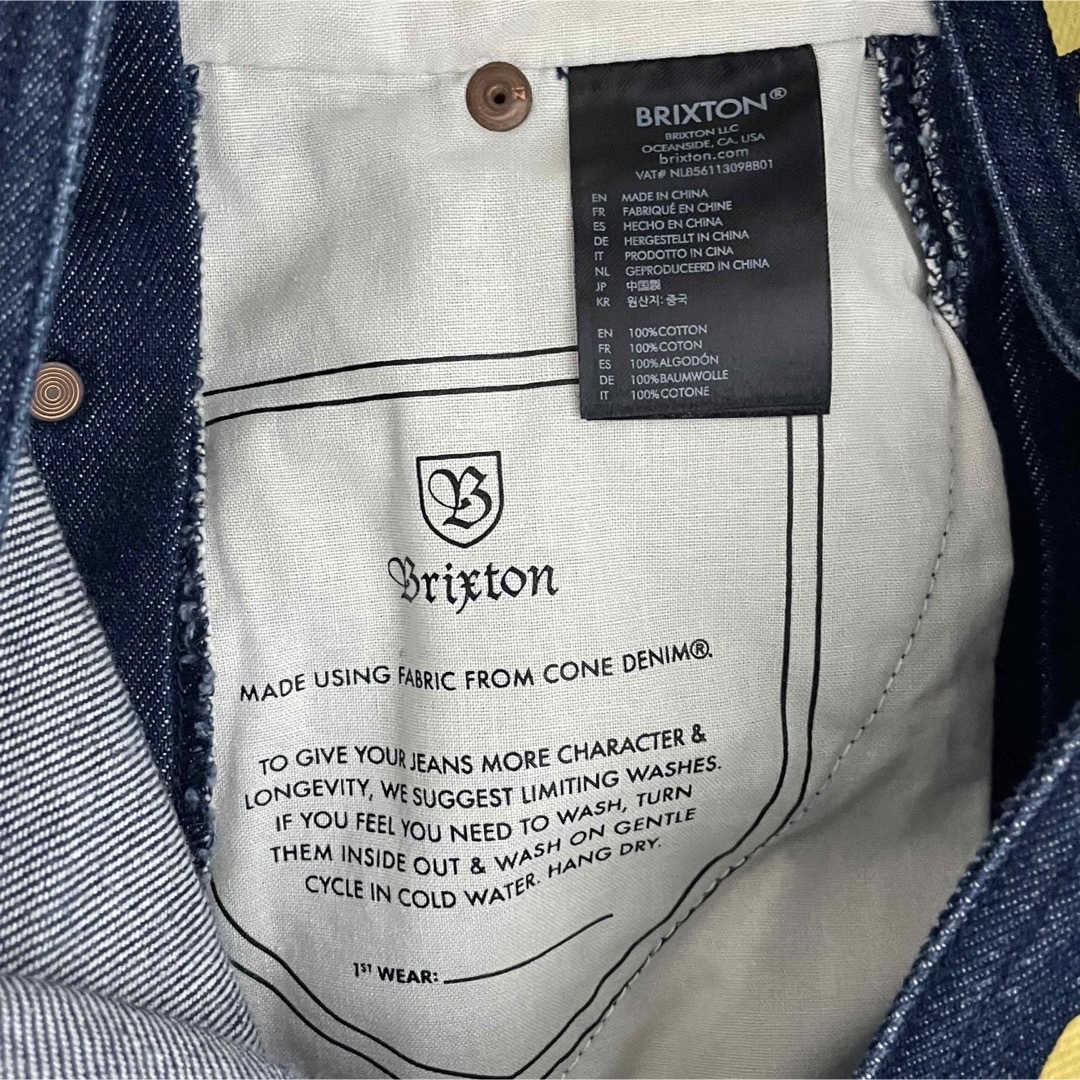 BRIXTON®
BRIXTON LLC
OCEANSIDE, CA, USA
brixton.com
VAT# NLB56113098B01
EN MADE IN CHINA
FR FABRIQUÉ EN CHINE
ES HECHO EN CHINA
DE HERGESTELLT IN CHINA
IT PRODOTTO IN CINA
NL GEPRODUCEERD IN CHINA
JP 中国製
KR 원산지: 중국
EN 100%COTTON
FR 100%COTON
ES 100%ALGODÓN
DE 100%BAUMWOLLE
IT 100%COTONE
B
Brixton
MADE USING FABRIC FROM CONE DENIM®.
TO GIVE YOUR JEANS MORE CHARACTER &
LONGEVITY, WE SUGGEST LIMITING WASHES.
IF YOU FEEL YOU NEED TO WASH, TURN
THEM INSIDE OUT & WASH ON GENTLE
CYCLE IN COLD WATER. HANG DRY.
1ST WEAR: